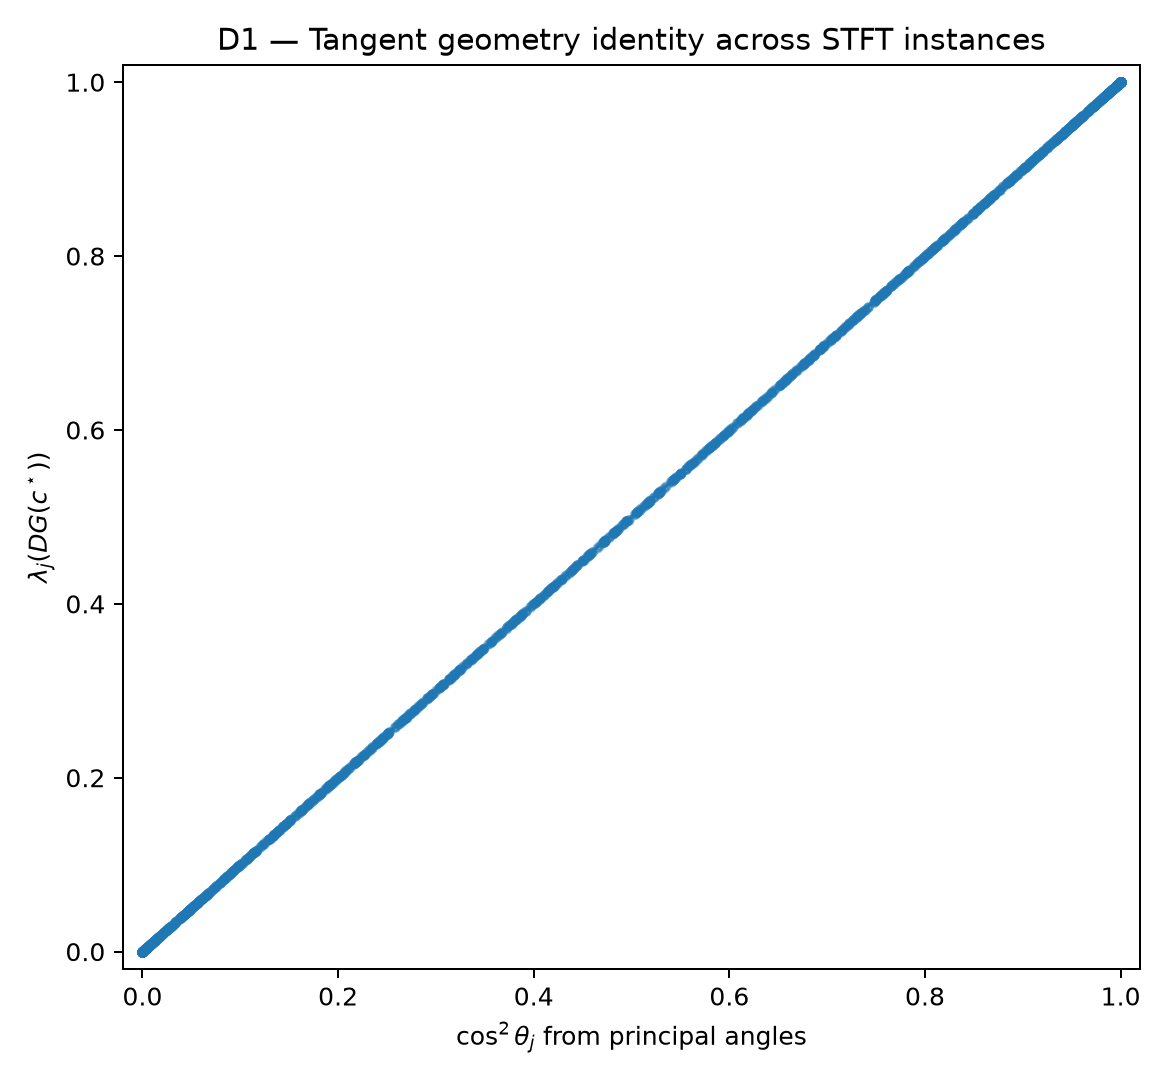 D1 — Tangent geometry identity across STFT instances
1.0
0.8
0.6
0.4
0.2
0.0
λⱼ(DG(c⋆))
0.0 0.2 0.4 0.6 0.8 1.0
cos² θⱼ from principal angles